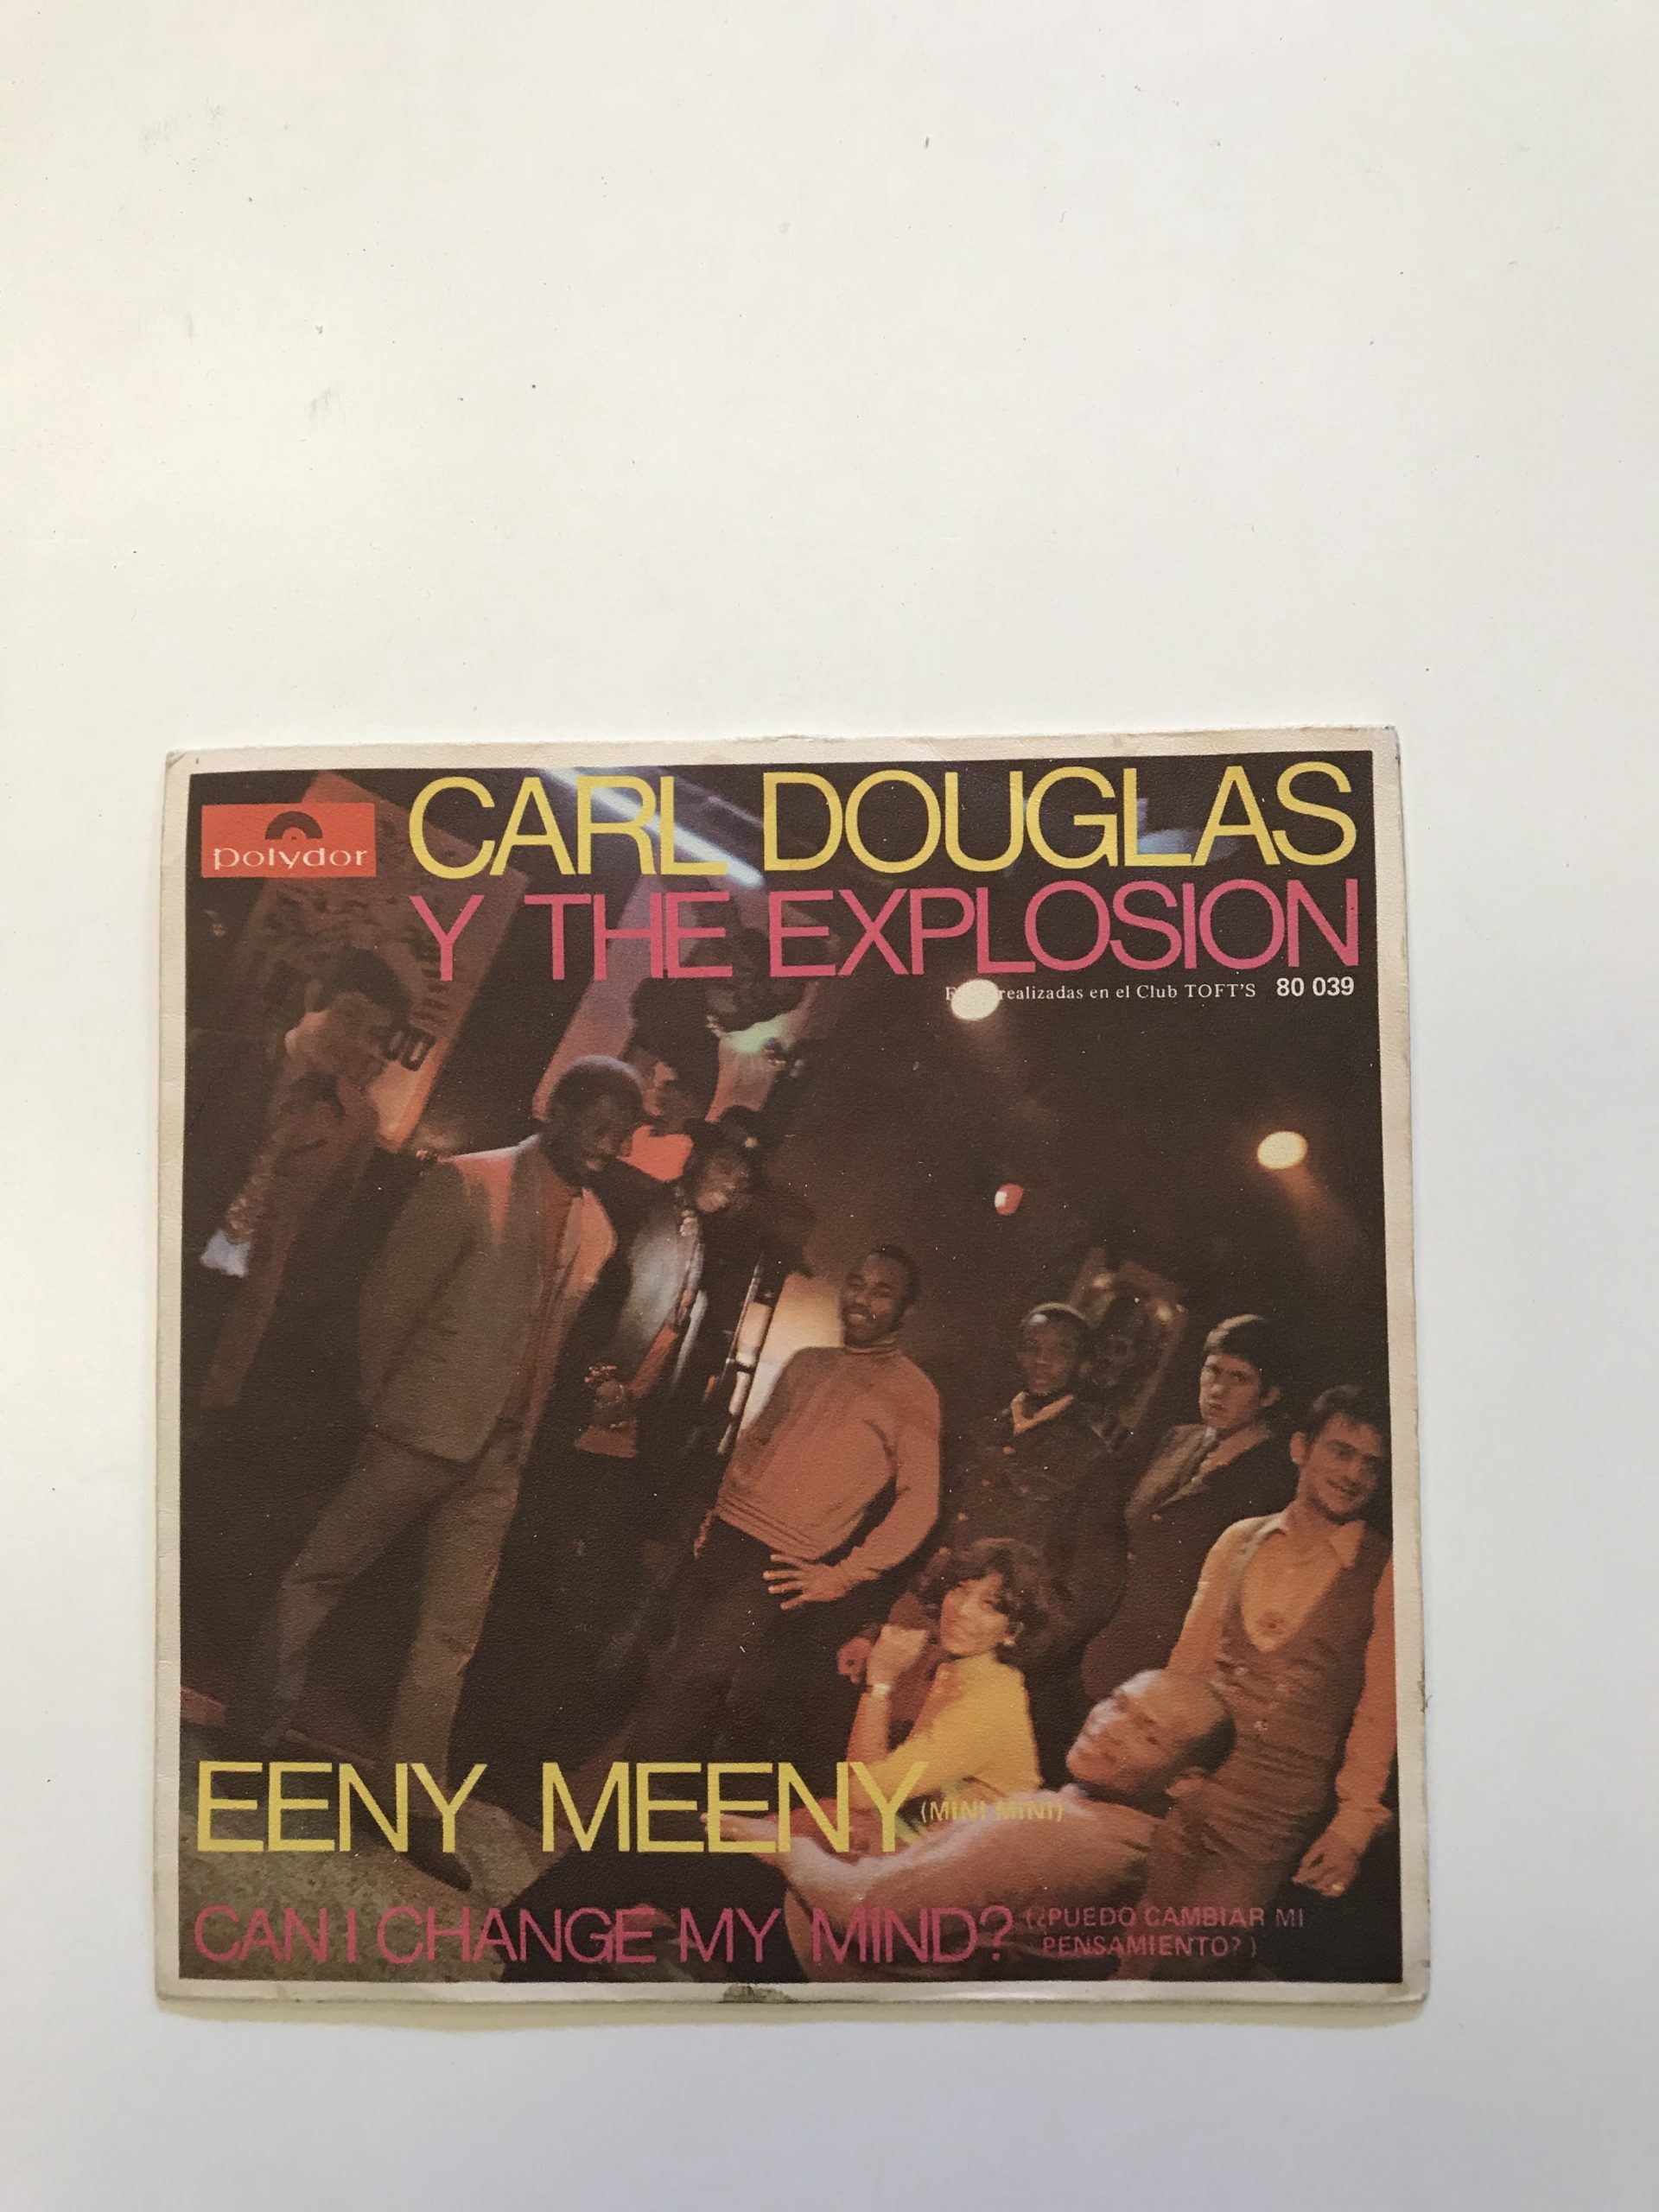 polydor
CARL DOUGLAS
Y THE EXPLOSION
realizadas en el Club TOFT'S 80 039
EENY MEENY (MINI MINI)
CAN I CHANGE MY MIND? (¿PUEDO CAMBIAR MI
PENSAMIENTO?)